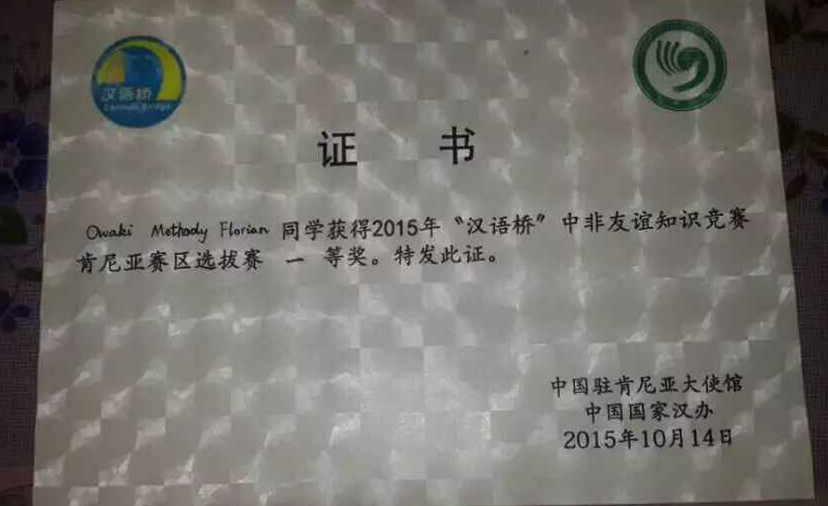 汉语桥
证 书
Owaki Methody Florian 同学获得2015年“汉语桥”中非友谊知识竞赛
肯尼亚赛区选拔赛 一 等奖。特发此证。
中国驻肯尼亚大使馆
中国国家汉办
2015年10月14日